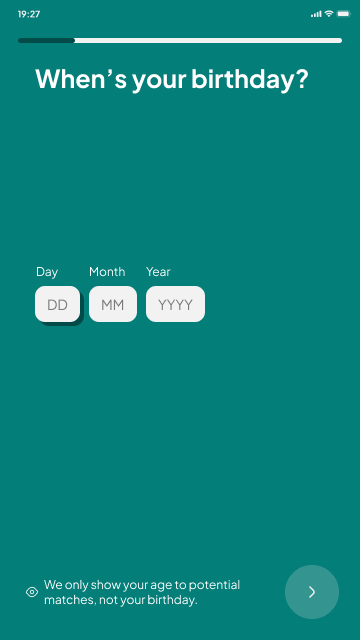 19:27
When's your birthday?
Day Month Year
DD MM YYYY
We only show your age to potential
matches, not your birthday.